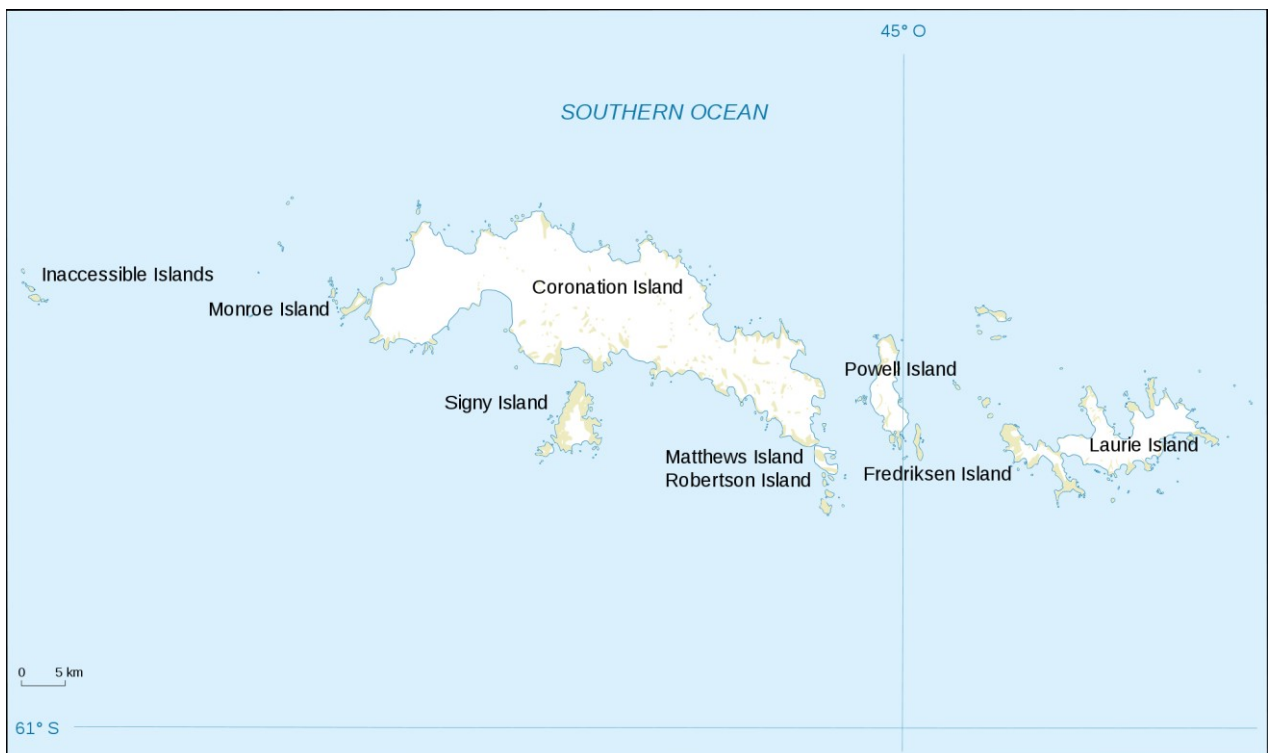 45° O
SOUTHERN OCEAN
Inaccessible Islands
Coronation Island
Monroe Island
Powell Island
Signy Island
Laurie Island
Matthews Island
Robertson Island
Fredriksen Island
0 5 km
61° S